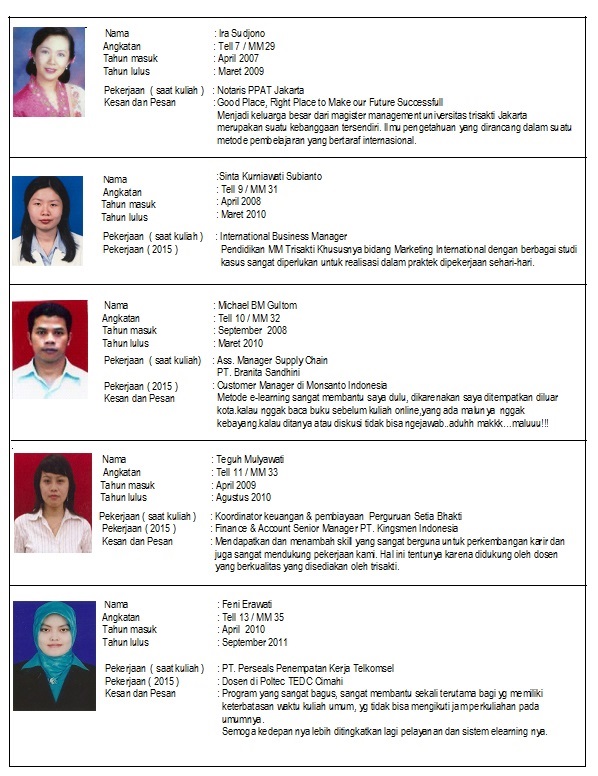 Nama : Ira Sudjono
Angkatan : Tell 7 / MM 29
Tahun masuk : April 2007
Tahun lulus : Maret 2009
Pekerjaan ( saat kuliah ) : Notaris PPAT Jakarta
Kesan dan Pesan : Good Place, Right Place to Make our Future Successfull
Menjadi keluarga besar dari magister management universitas trisakti Jakarta
merupakan suatu kebanggaan tersendiri. Ilmu pengetahuan yang dirancang dalam suatu
metode pembelajaran yang bertaraf internasional.
Nama :Sinta Kurniawati Subianto
Angkatan : Tell 9 / MM 31
Tahun masuk : April 2008
Tahun lulus : Maret 2010
Pekerjaan ( saat kuliah ) : International Business Manager
Pekerjaan ( 2015 ) : Pendidikan MM Trisakti Khususnya bidang Marketing International dengan berbagai studi
kasus sangat diperlukan untuk realisasi dalam praktek dipekerjaan sehari-hari.
Nama : Michael BM Gultom
Angkatan : Tell 10 / MM 32
Tahun masuk : September 2008
Tahun lulus : Maret 2010
Pekerjaan ( saat kuliah) : Ass. Manager Supply Chain
PT. Branita Sandhini
Pekerjaan ( 2015 ) : Customer Manager di Monsanto Indonesia
Kesan dan Pesan : Metode e-learning sangat membantu saya dulu, dikarenakan saya ditempatkan diluar
kota.kalau nggak baca buku sebelum kuliah online,yang ada malunya nggak
kebayang.kalau ditanya atau diskusi tidak bisa ngejawab..aduhh makkk…maluuu!!!
Nama : Teguh Mulyawati
Angkatan : Tell 11 / MM 33
Tahun masuk : April 2009
Tahun lulus : Agustus 2010
Pekerjaan ( saat kuliah ) : Koordinator keuangan & pembiayaan Perguruan Setia Bhakti
Pekerjaan ( 2015 ) : Finance & Account Senior Manager PT. Kingsmen Indonesia
Kesan dan Pesan : Mendapatkan dan menambah skill yang sangat berguna untuk perkembangan karir dan
juga sangat mendukung pekerjaan kami. Hal ini tentunya karena didukung oleh dosen
yang berkualitas yang disediakan oleh trisakti.
Nama : Feni Erawati
Angkatan : Tell 13 / MM 35
Tahun masuk : April 2010
Tahun lulus : September 2011
Pekerjaan ( saat kuliah ) : PT. Perseals Penempatan Kerja Telkomsel
Pekerjaan ( 2015 ) : Dosen di Poltec TEDC Cimahi
Kesan dan Pesan : Program yang sangat bagus, sangat membantu sekali terutama bagi yg memiliki
keterbatasan waktu kuliah umum, yg tidak bisa mengikuti jam perkuliahan pada
umumnya.
Semoga kedepan nya lebih ditingkatkan lagi pelayanan dan sistem elearning nya.